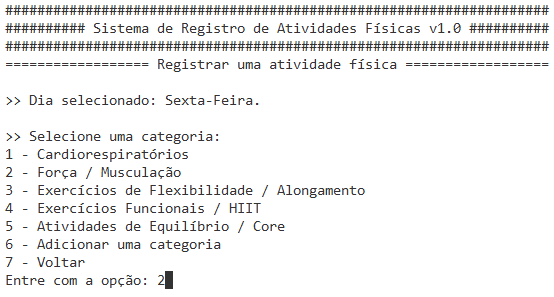 ####################################################################
########## Sistema de Registro de Atividades Físicas v1.0 ##########
####################################################################
================== Registrar uma atividade física ==================
>> Dia selecionado: Sexta-Feira.
>> Selecione uma categoria:
1 - Cardiorespiratórios
2 - Força / Musculação
3 - Exercícios de Flexibilidade / Alongamento
4 - Exercícios Funcionais / HIIT
5 - Atividades de Equilíbrio / Core
6 - Adicionar uma categoria
7 - Voltar
Entre com a opção: 2